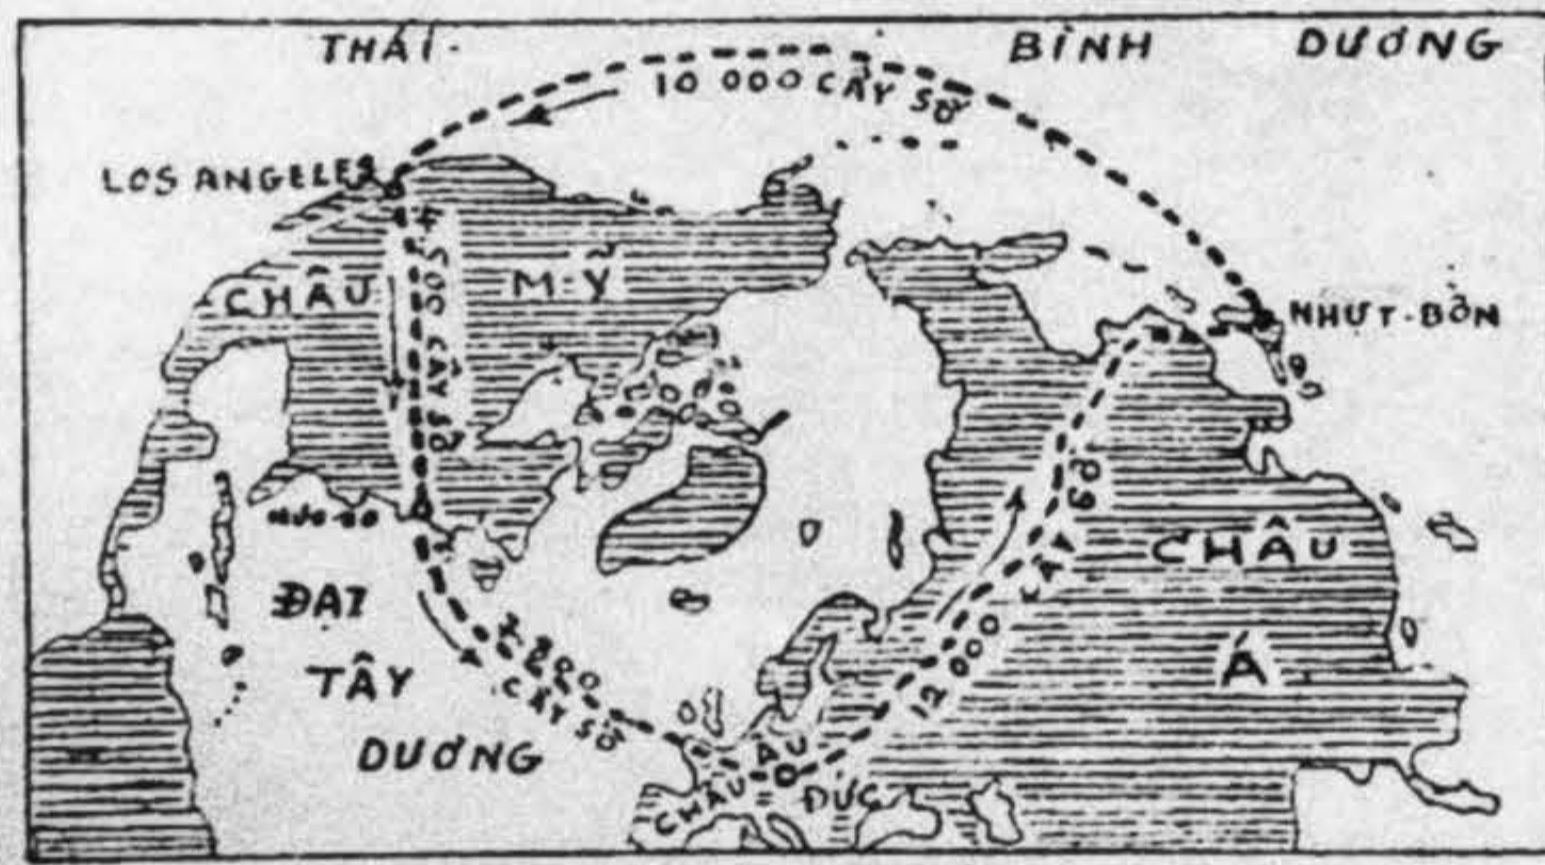 THÁI BÌNH DƯƠNG
10 000 CÂY SỐ
LOS ANGELES
CHÂU MỸ
NHỰT-BỔN
CÂY SỐ
ĐẠI
TÂY
DƯƠNG
CÂY SỐ
12 000
CHÂU
Á
CHÂU ÂU
ĐỨC